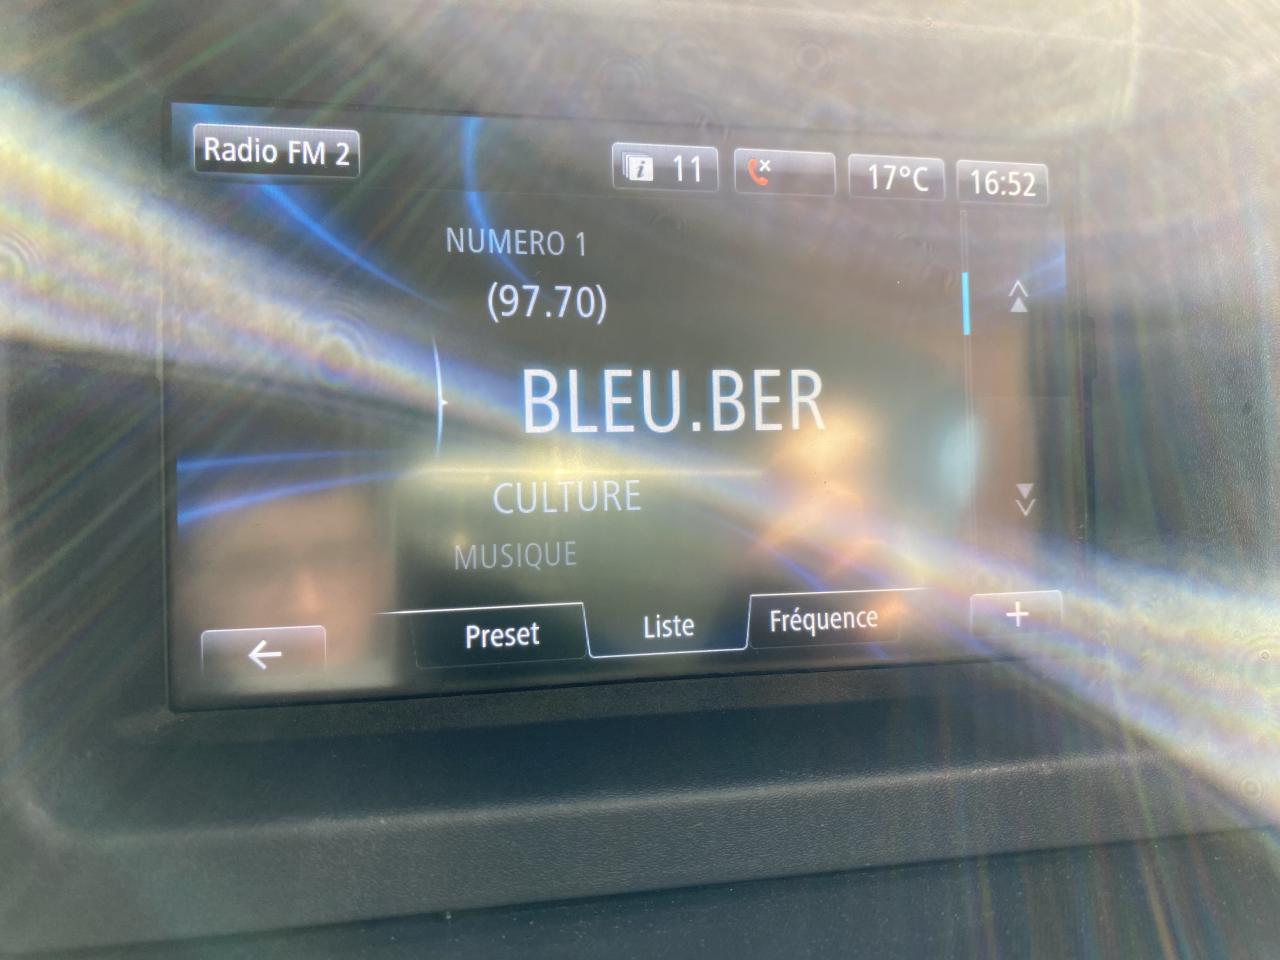 Radio FM 2
11
17°C
16:52
NUMERO 1
(97.70)
BLEU.BER
CULTURE
MUSIQUE
Preset
Liste
Fréquence
+